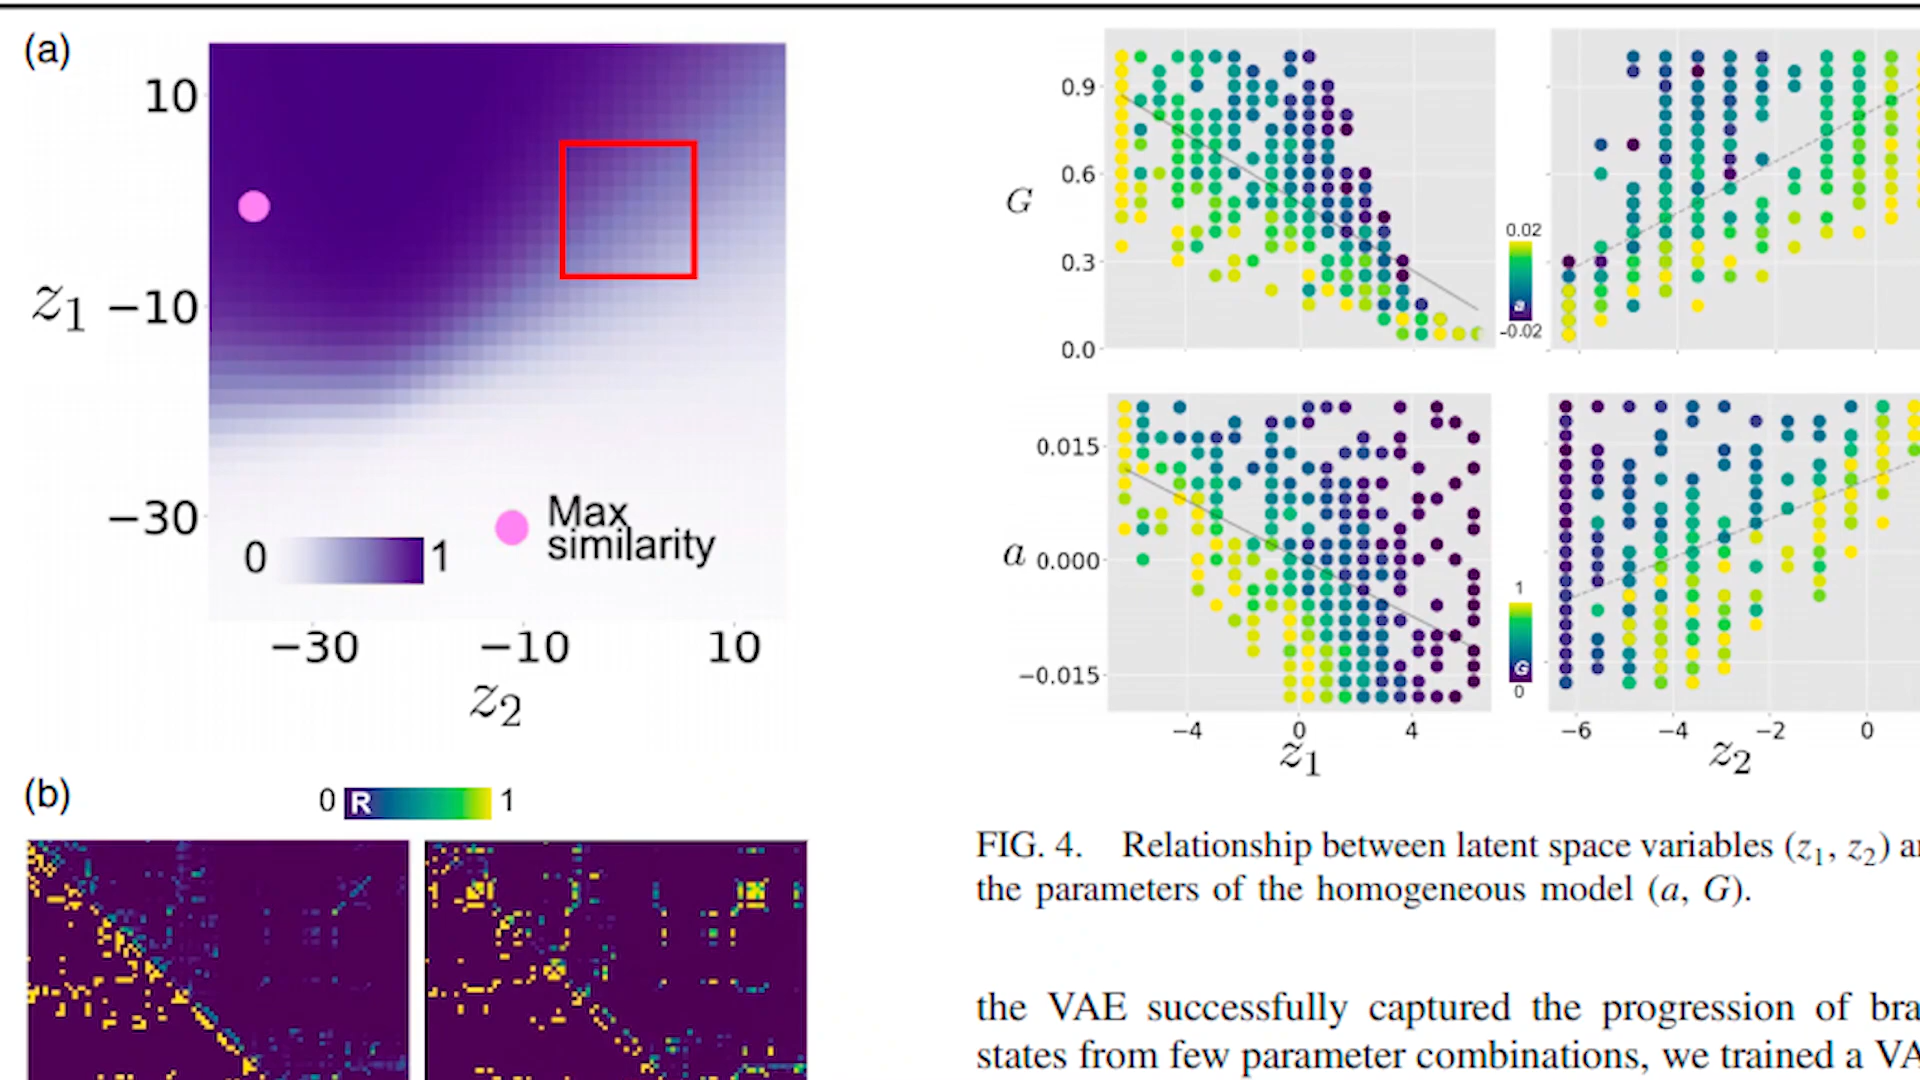 (a)
10
z1 −10
−30
0 1
Max
similarity
−30 −10 10
z2
(b)
0 R 1
G
0.9
0.6
0.3
0.0
0.02
a
-0.02
a
0.015
0.000
−0.015
1
G
0
−4 0 4
z1
−6 −4 −2 0
z2
FIG. 4. Relationship between latent space variables (z1, z2)
the parameters of the homogeneous model (a, G).
the VAE successfully captured the progression of
states from few parameter combinations, we trained a